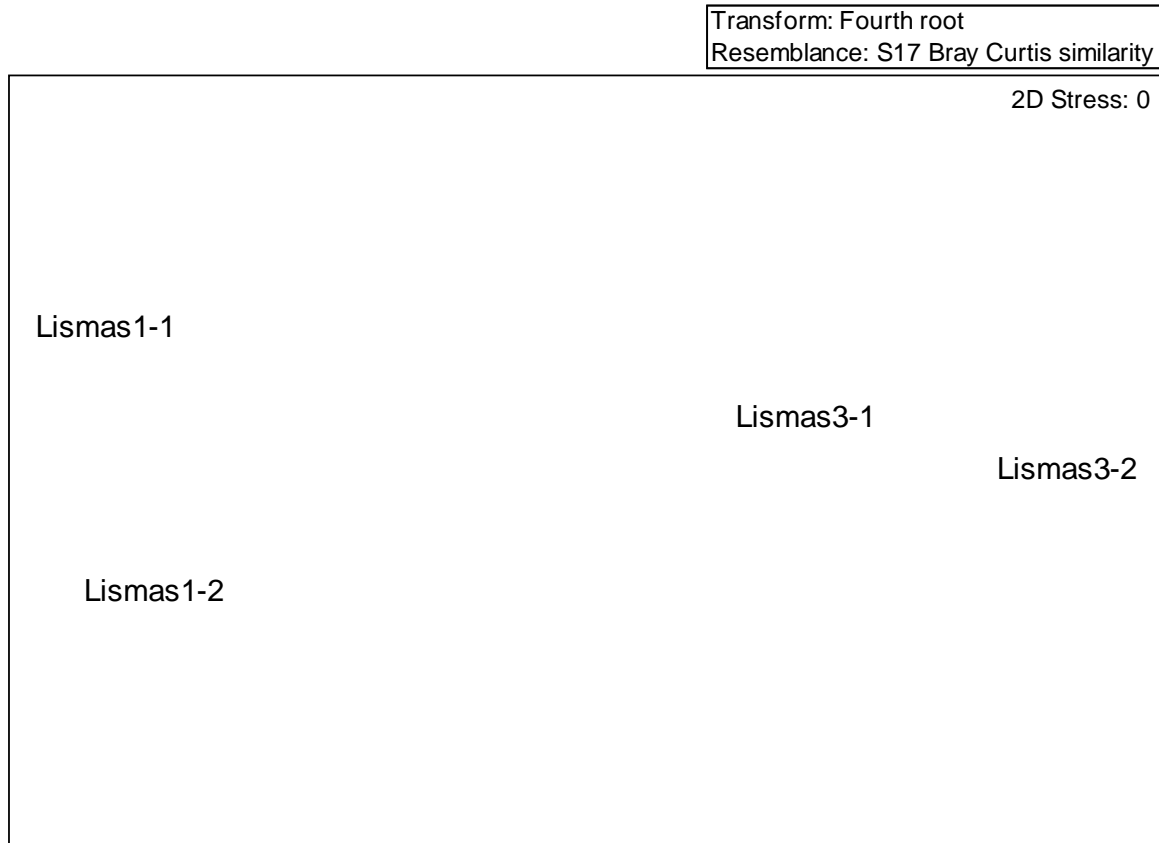 Transform: Fourth root
Resemblance: S17 Bray Curtis similarity
2D Stress: 0
Lismas1-1
Lismas3-1
Lismas3-2
Lismas1-2